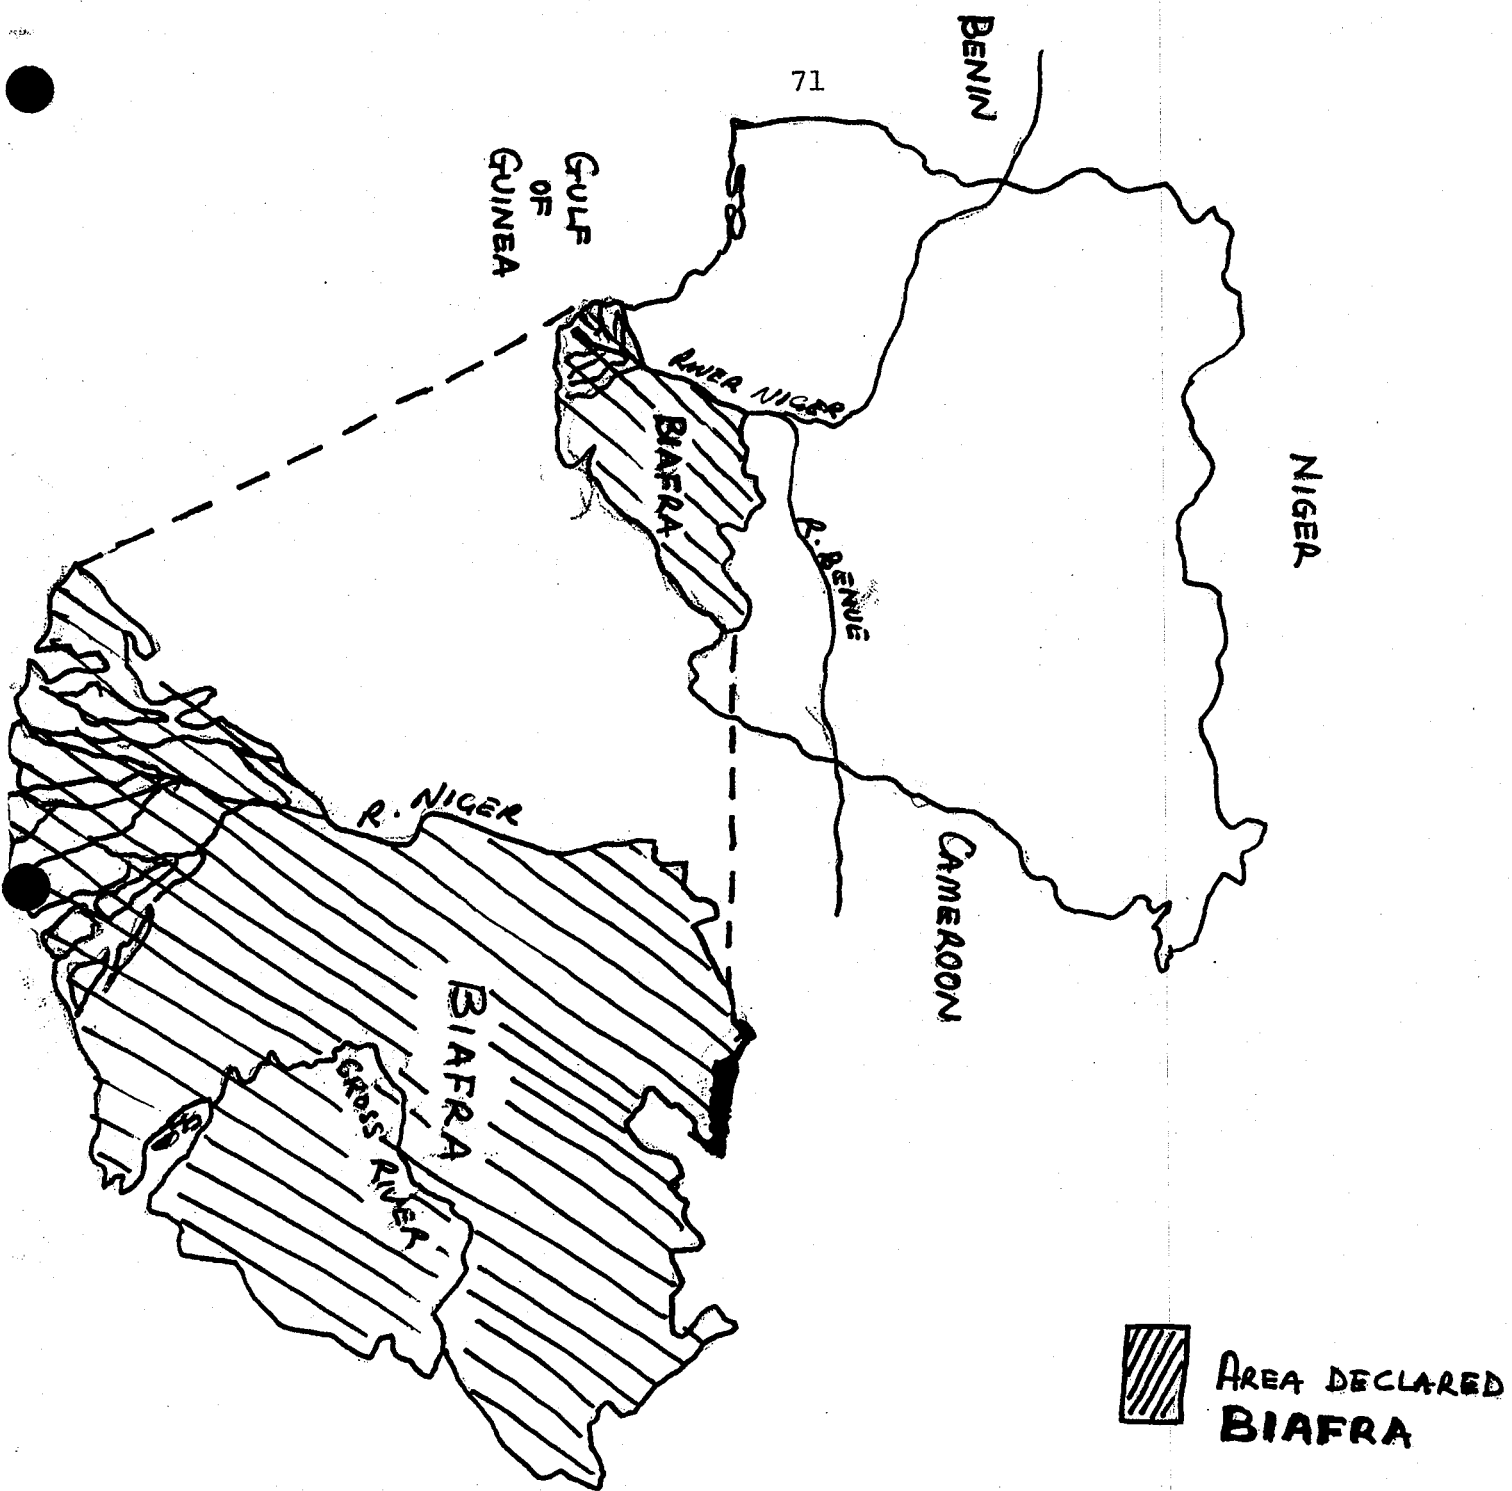 71
BENIN
NIGER
GULF
OF
GUINEA
RIVER NIGER
BIAFRA
R. BENUE
CAMEROON
R. NIGER
BIAFRA
CROSS RIVER
AREA DECLARED
BIAFRA